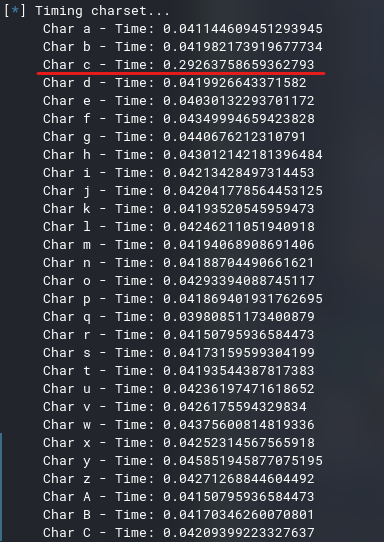 [*] Timing charset...
Char a - Time: 0.041144609451293945
Char b - Time: 0.041982173919677734
Char c - Time: 0.29263758659362793
Char d - Time: 0.0419926643371582
Char e - Time: 0.04030132293701172
Char f - Time: 0.04349994659423828
Char g - Time: 0.0440676212310791
Char h - Time: 0.043012142181396484
Char i - Time: 0.04213428497314453
Char j - Time: 0.042041778564453125
Char k - Time: 0.04193520545959473
Char l - Time: 0.04246211051940918
Char m - Time: 0.04194068908691406
Char n - Time: 0.04188704490661621
Char o - Time: 0.04293394088745117
Char p - Time: 0.041869401931762695
Char q - Time: 0.03980851173400879
Char r - Time: 0.04150795936584473
Char s - Time: 0.04173159599304199
Char t - Time: 0.04193544387817383
Char u - Time: 0.04236197471618652
Char v - Time: 0.0426175594329834
Char w - Time: 0.04375600814819336
Char x - Time: 0.04252314567565918
Char y - Time: 0.045851945877075195
Char z - Time: 0.04271268844604492
Char A - Time: 0.04150795936584473
Char B - Time: 0.04170346260070801
Char C - Time: 0.04209399223327637